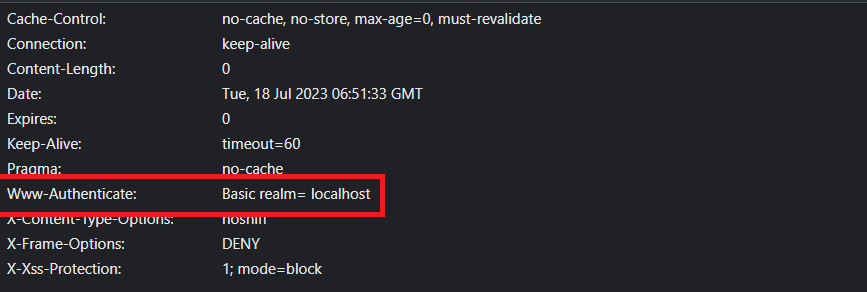 Cache-Control: no-cache, no-store, max-age=0, must-revalidate
Connection: keep-alive
Content-Length: 0
Date: Tue, 18 Jul 2023 06:51:33 GMT
Expires: 0
Keep-Alive: timeout=60
Pragma: no-cache
Www-Authenticate: Basic realm= localhost
X-Content-Type-Options: nosniff
X-Frame-Options: DENY
X-Xss-Protection: 1; mode=block